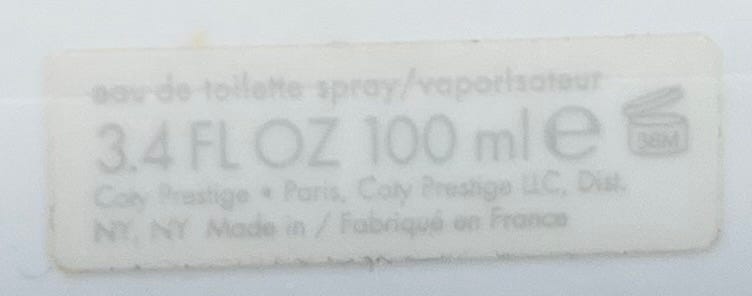 eau de toilette spray/vaporisateur
3.4 FL OZ 100 ml e
36M
Coty Prestige • Paris, Coty Prestige LLC, Dist.
NY, NY Made in / Fabriqué en France